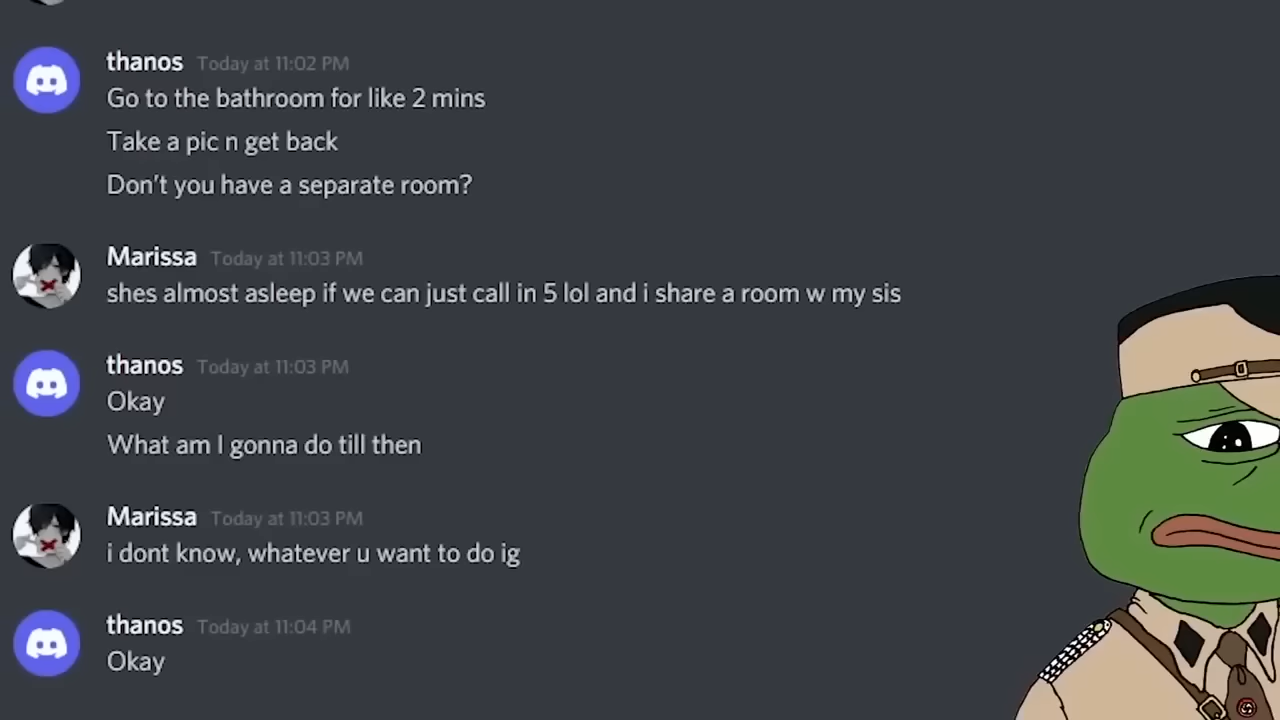 thanos Today at 11:02 PM
Go to the bathroom for like 2 mins
Take a pic n get back
Don't you have a separate room?
Marissa Today at 11:03 PM
shes almost asleep if we can just call in 5 lol and i share a room w my sis
thanos Today at 11:03 PM
Okay
What am I gonna do till then
Marissa Today at 11:03 PM
i dont know, whatever u want to do ig
thanos Today at 11:04 PM
Okay